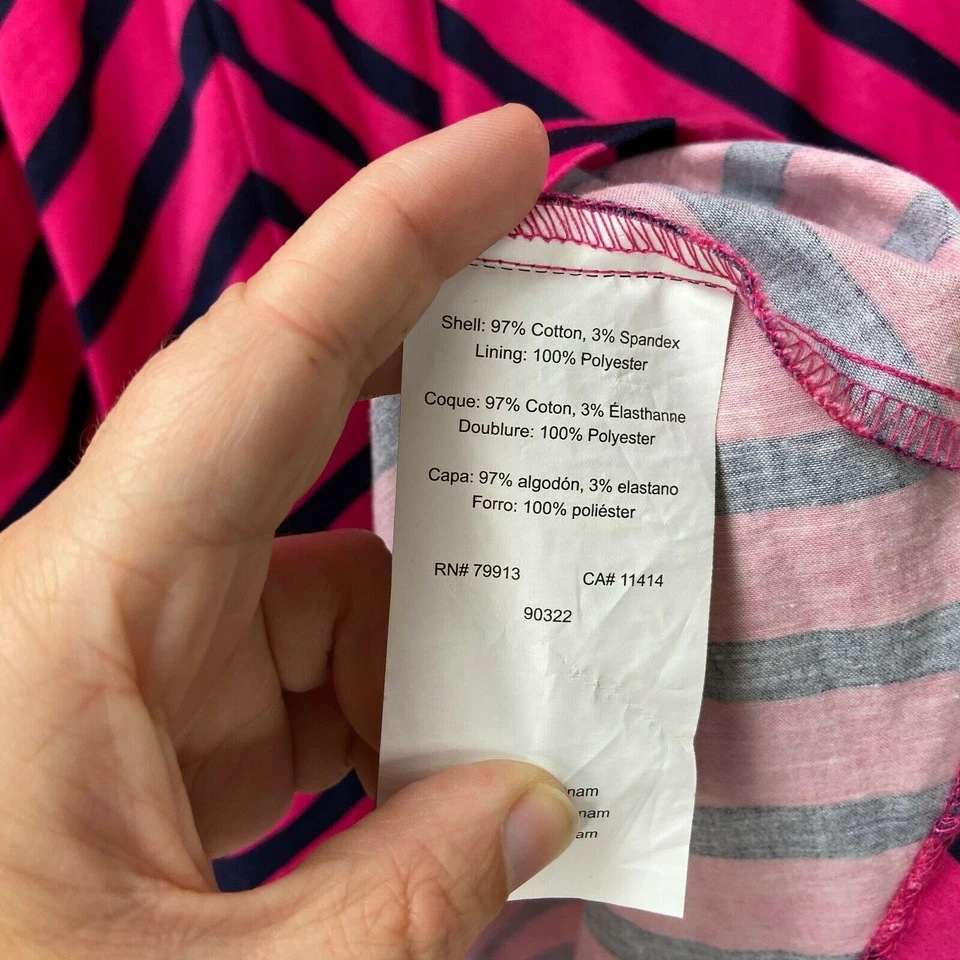 Shell: 97% Cotton, 3% Spandex
Lining: 100% Polyester
Coque: 97% Coton, 3% Élasthanne
Doublure: 100% Polyester
Capa: 97% algodón, 3% elastano
Forro: 100% poliéster
RN# 79913 CA# 11414
90322